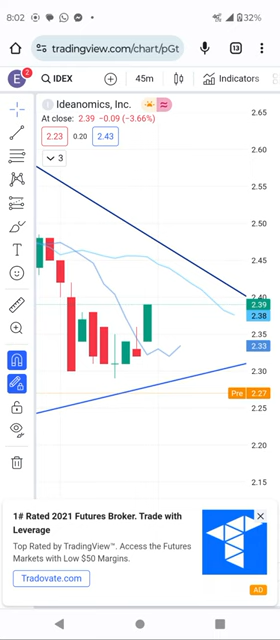 8:02
32%
tradingview.com/chart/pGt
13
E
2
IDEX
45m
Indicators
Ideanomics, Inc.
At close: 2.39 −0.09 (−3.66%)
2.23
0.20
2.43
3
2.65
2.60
2.55
2.50
2.45
2.40
2.39
2.38
2.35
2.33
2.30
Pre 2.27
2.25
2.20
2.15
1# Rated 2021 Futures Broker. Trade with
Leverage
Top Rated by TradingView™. Access the Futures
Markets with Low $50 Margins.
Tradovate.com
AD